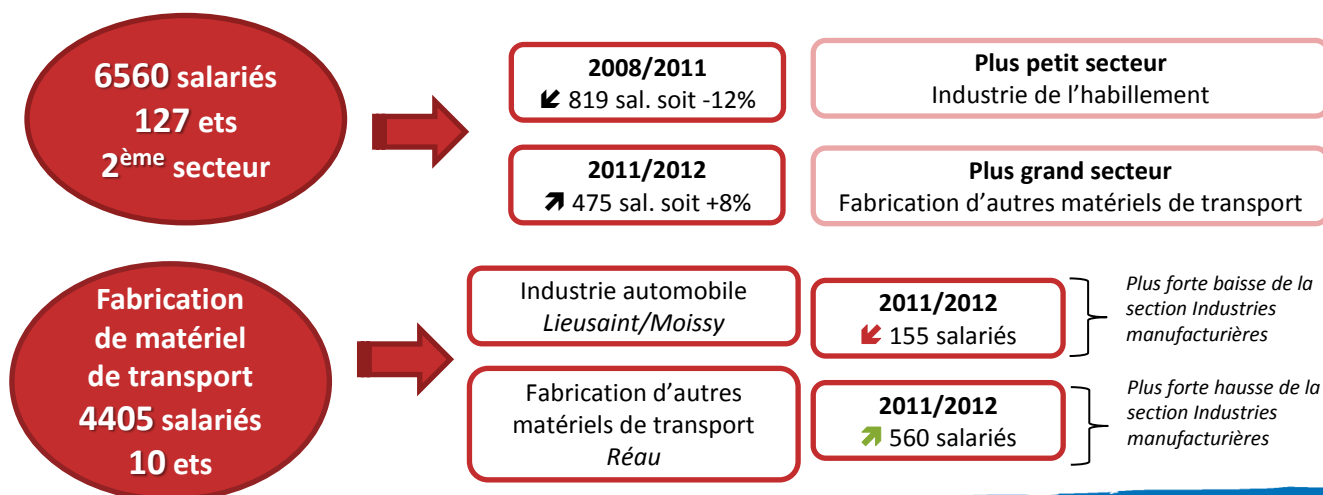 6560 salariés
127 ets
2ème secteur
2008/2011
↙ 819 sal. soit -12%
Plus petit secteur
Industrie de l’habillement
2011/2012
↗ 475 sal. soit +8%
Plus grand secteur
Fabrication d’autres matériels de transport
Fabrication
de matériel
de transport
4405 salariés
10 ets
Industrie automobile
Lieusaint/Moissy
2011/2012
↙ 155 salariés
Plus forte baisse de la
section Industries
manufacturières
Fabrication d’autres
matériels de transport
Réau
2011/2012
↗ 560 salariés
Plus forte hausse de la
section Industries
manufacturières